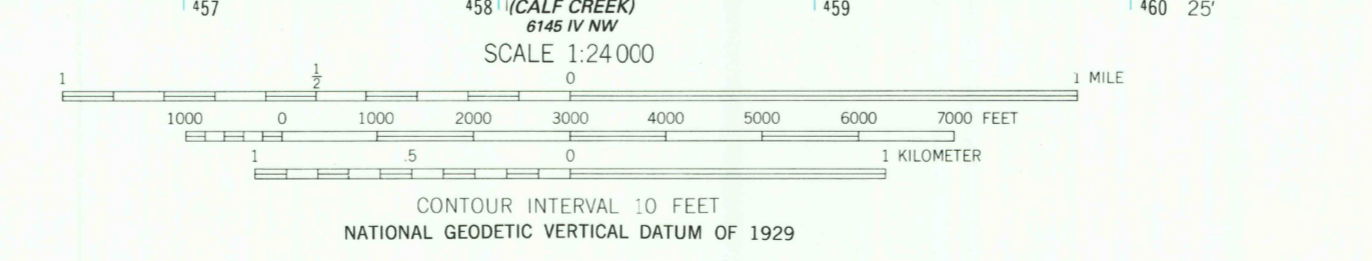 ⁴57 ⁴58 (CALF CREEK) ⁴59 ⁴60 25′
6145 IV NW
SCALE 1:24 000
1 ½ 0 1 MILE
1000 0 1000 2000 3000 4000 5000 6000 7000 FEET
1 .5 0 1 KILOMETER
CONTOUR INTERVAL 10 FEET
NATIONAL GEODETIC VERTICAL DATUM OF 1929